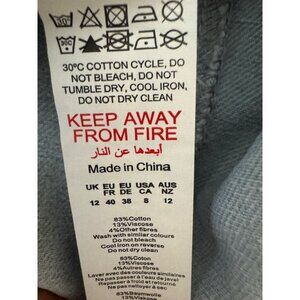 30ºC COTTON CYCLE, DO
NOT BLEACH, DO NOT
TUMBLE DRY, COOL IRON,
DO NOT DRY CLEAN
KEEP AWAY
FROM FIRE
أبعدها عن النار
Made in China
UK EU EU USA AUS
FR DE CA NZ
12 40 38 8 12
83%Cotton
13%Viscose
4%Other fibres
Wash with similar colours
Do not bleach
Cool iron on reverse
Do not dry clean
83%Coton
13%Viscose
4%Autres fibres
Laver avec des couleurs similaires
Ne pas passer à l'eau de javel
Repasser à froid et retourner
Ne pas nettoyer à sec
83%Baumwolle